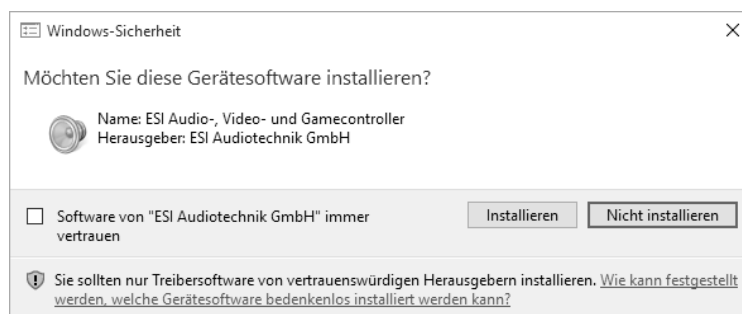 Windows-Sicherheit
Möchten Sie diese Gerätesoftware installieren?
Name: ESI Audio-, Video- und Gamecontroller
Herausgeber: ESI Audiotechnik GmbH
Software von "ESI Audiotechnik GmbH" immer
vertrauen
Installieren
Nicht installieren
Sie sollten nur Treibersoftware von vertrauenswürdigen Herausgebern installieren. Wie kann festgestellt
werden, welche Gerätesoftware bedenkenlos installiert werden kann?